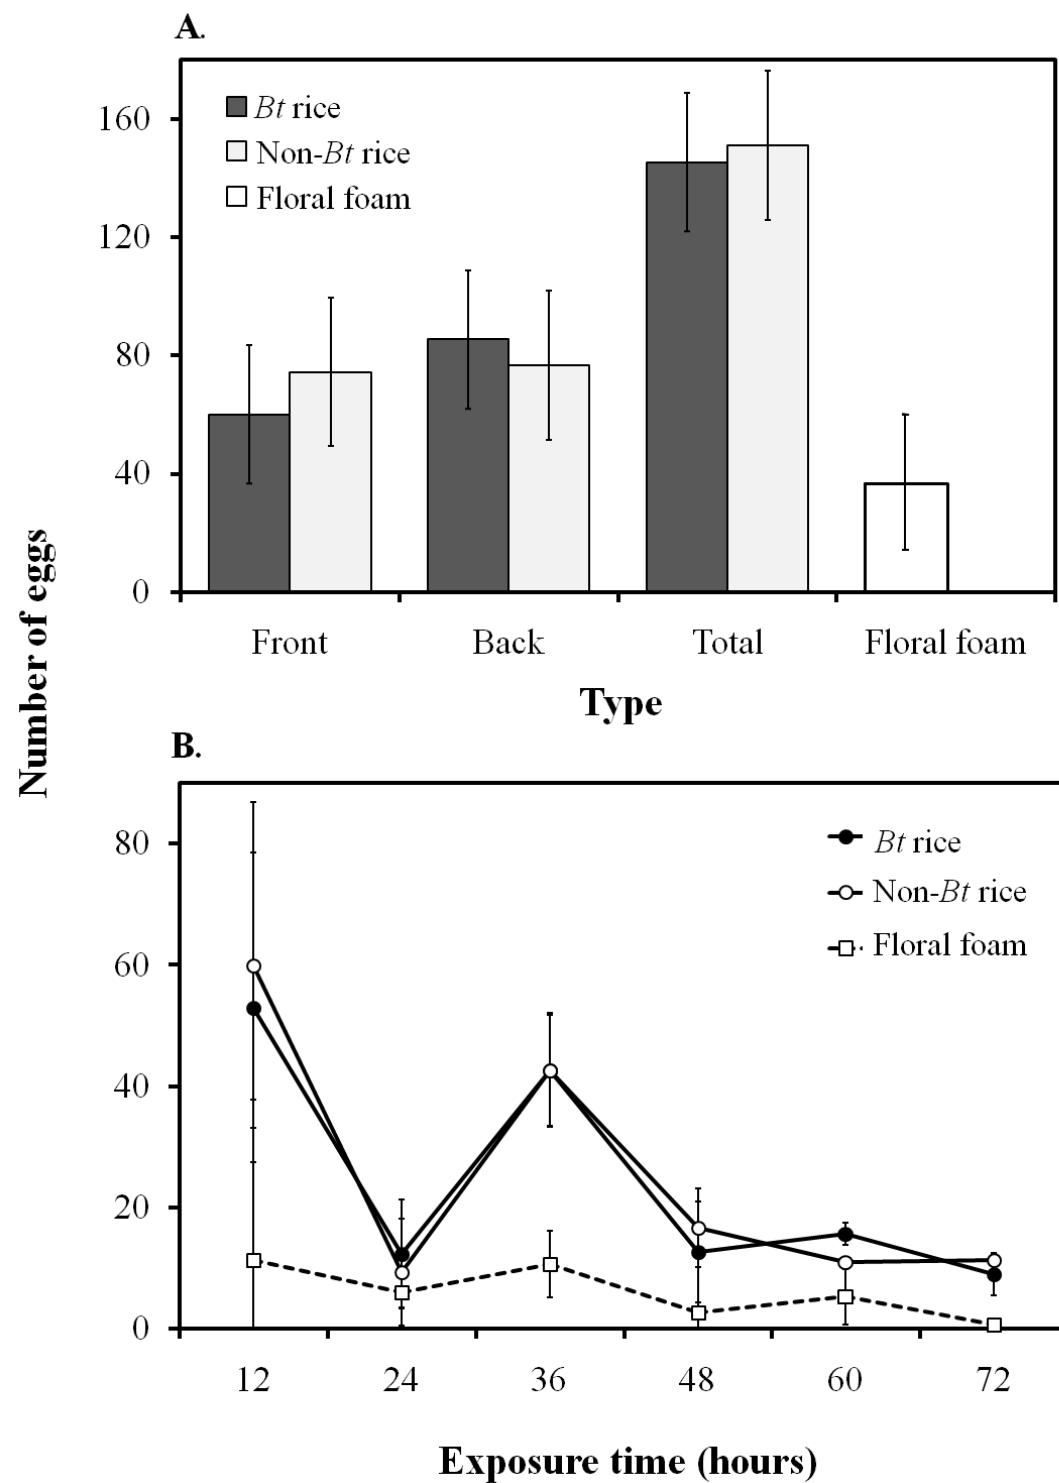 A.
Bt rice
Non-Bt rice
Floral foam
160
120
80
40
0
Front Back Total Floral foam
Type
Number of eggs
B.
Bt rice
Non-Bt rice
Floral foam
80
60
40
20
0
12 24 36 48 60 72
Exposure time (hours)